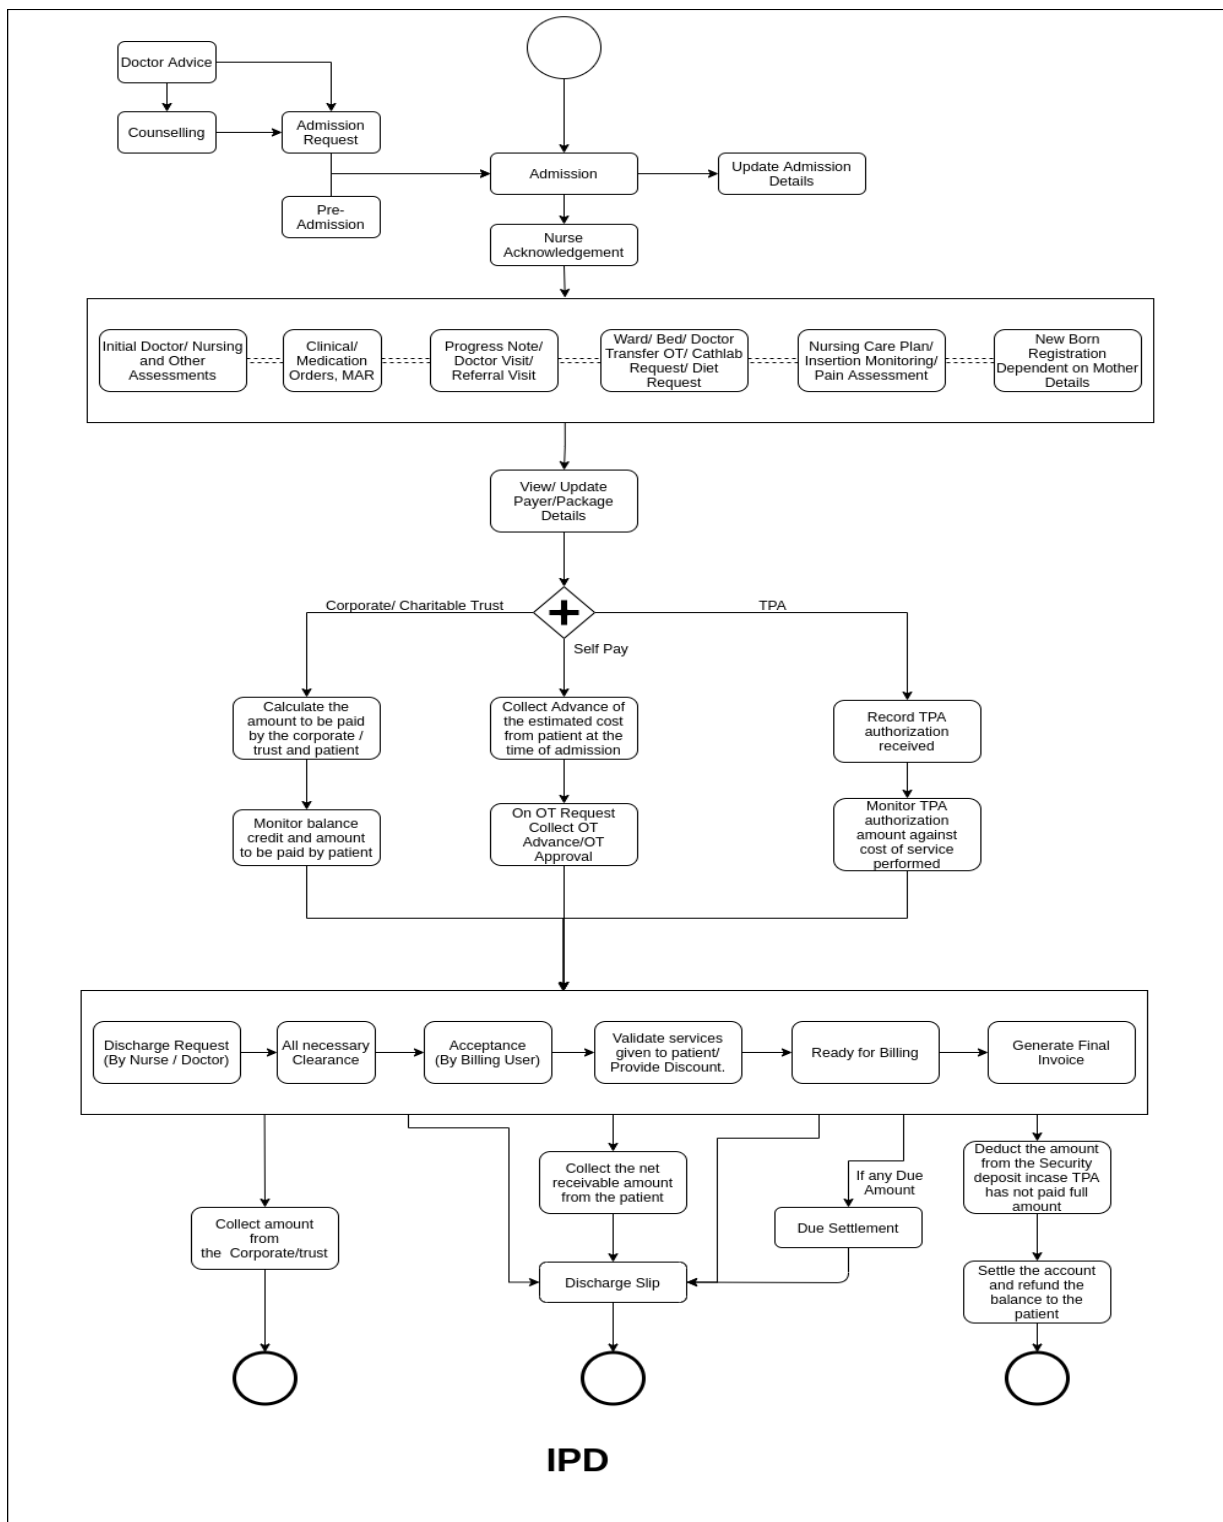 Doctor Advice
Counselling
Admission
Request
Pre-
Admission
Admission
Update Admission
Details
Nurse
Acknowledgement
Initial Doctor/ Nursing
and Other
Assessments
Clinical/
Medication
Orders, MAR
Progress Note/
Doctor Visit/
Referral Visit
Ward/ Bed/ Doctor
Transfer OT/ Cathlab
Request/ Diet
Request
Nursing Care Plan/
Insertion Monitoring/
Pain Assessment
New Born
Registration
Dependent on Mother
Details
View/ Update
Payer/Package
Details
Corporate/ Charitable Trust
TPA
Self Pay
Calculate the
amount to be paid
by the corporate /
trust and patient
Collect Advance of
the estimated cost
from patient at the
time of admission
Record TPA
authorization
received
Monitor balance
credit and amount
to be paid by patient
On OT Request
Collect OT
Advance/OT
Approval
Monitor TPA
authorization
amount against
cost of service
performed
Discharge Request
(By Nurse / Doctor)
All necessary
Clearance
Acceptance
(By Billing User)
Validate services
given to patient/
Provide Discount.
Ready for Billing
Generate Final
Invoice
Collect amount
from
the Corporate/trust
Collect the net
receivable amount
from the patient
If any Due
Amount
Due Settlement
Discharge Slip
Deduct the amount
from the Security
deposit incase TPA
has not paid full
amount
Settle the account
and refund the
balance to the
patient
IPD